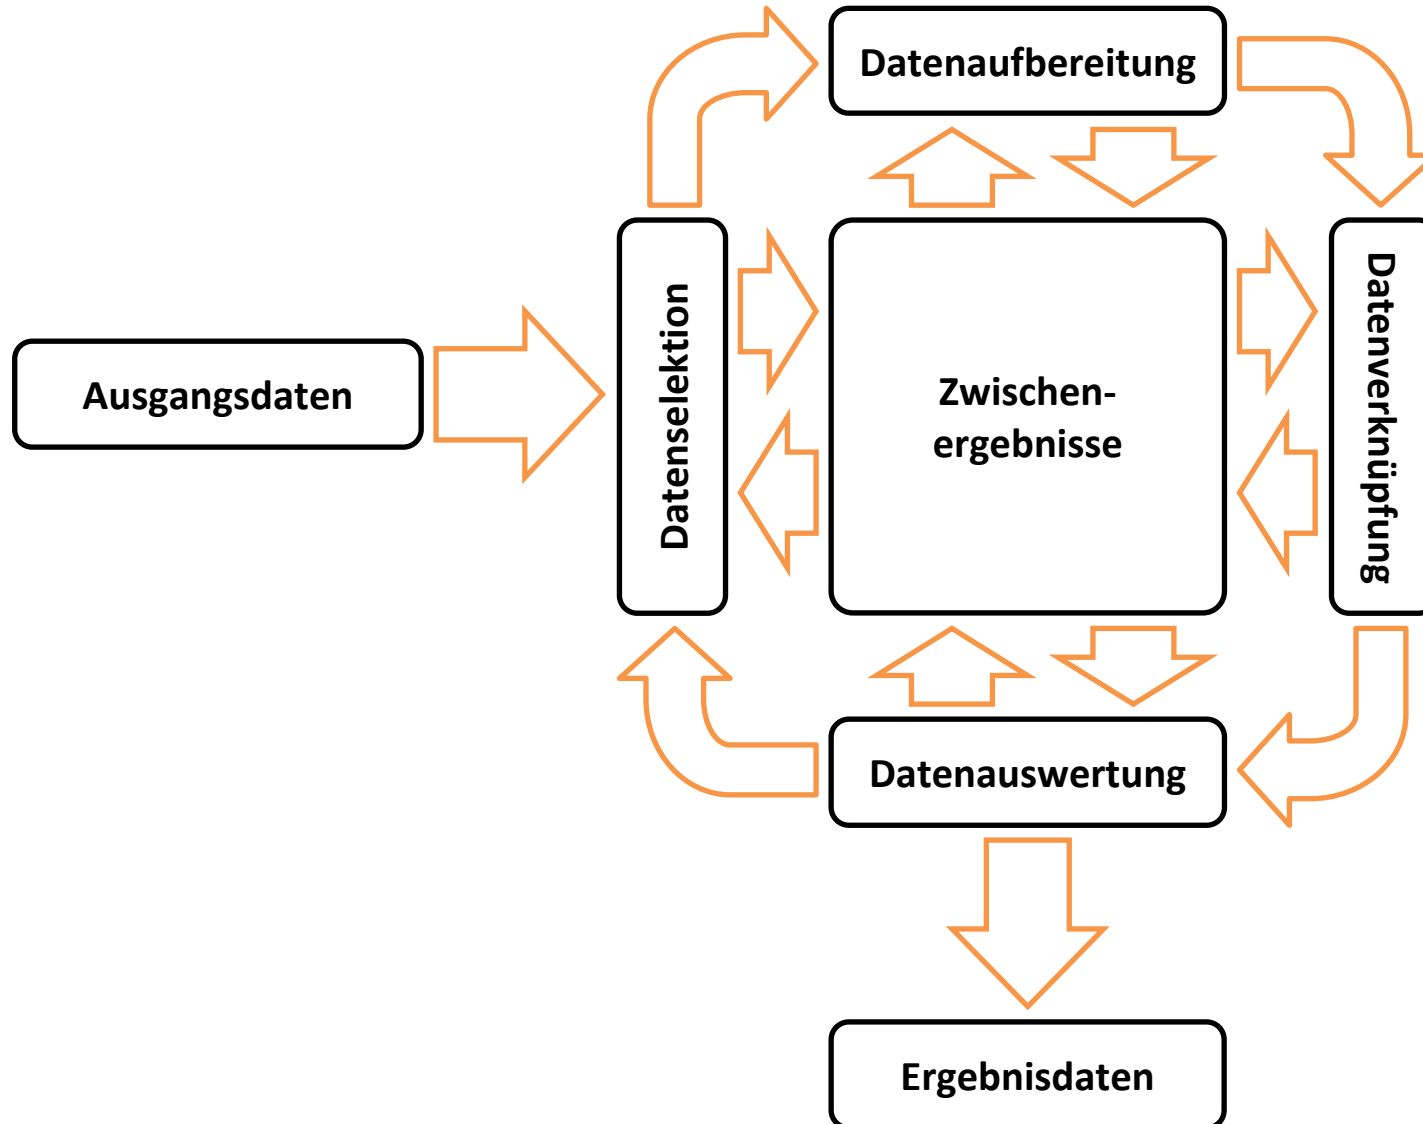 Datenaufbereitung
Ausgangsdaten
Datenselektion
Zwischen-
ergebnisse
Datenverknüpfung
Datenauswertung
Ergebnisdaten